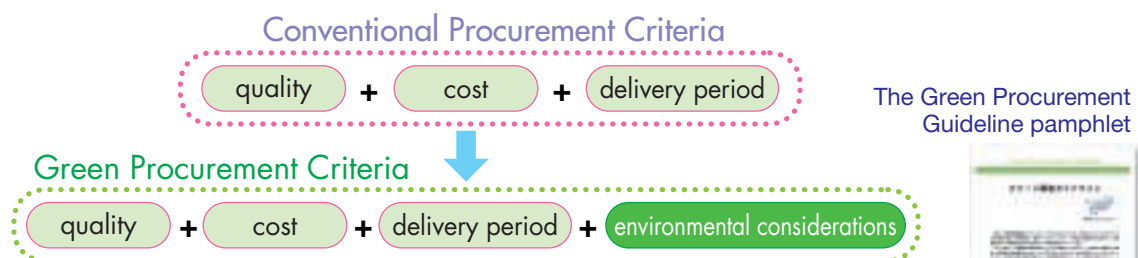 Conventional Procurement Criteria
quality + cost + delivery period
The Green Procurement
Guideline pamphlet
Green Procurement Criteria
quality + cost + delivery period + environmental considerations